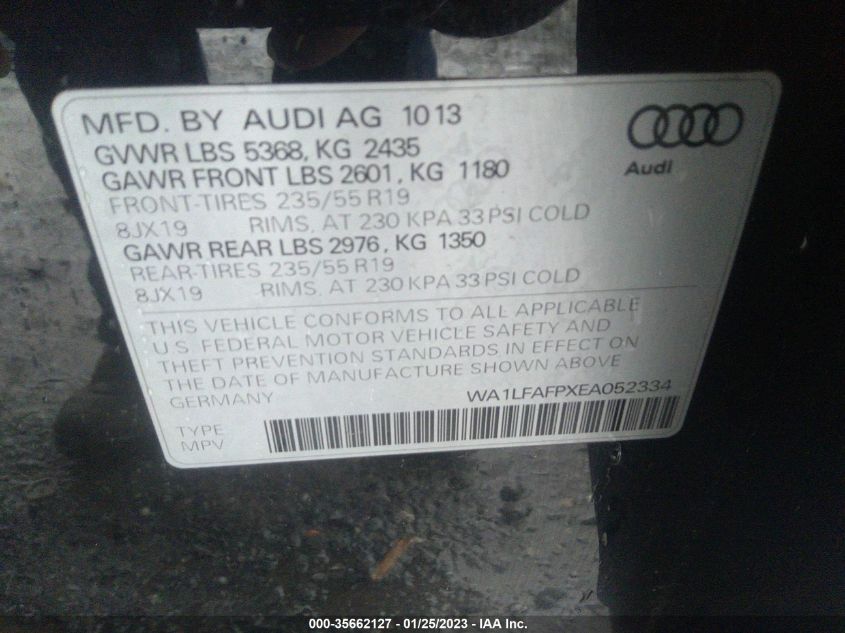 MFD. BY AUDI AG 1013
GVWR LBS 5368, KG 2435
GAWR FRONT LBS 2601, KG 1180
FRONT-TIRES 235/55 R19
8JX19 RIMS, AT 230 KPA 33 PSI COLD
GAWR REAR LBS 2976, KG 1350
REAR-TIRES 235/55 R19
8JX19 RIMS, AT 230 KPA 33 PSI COLD
Audi
THIS VEHICLE CONFORMS TO ALL APPLICABLE
U.S. FEDERAL MOTOR VEHICLE SAFETY AND
THEFT PREVENTION STANDARDS IN EFFECT ON
THE DATE OF MANUFACTURE SHOWN ABOVE
GERMANY WA1LFAFPXEA052334
TYPE
MPV
000-35662127 - 01/25/2023 - IAA Inc.